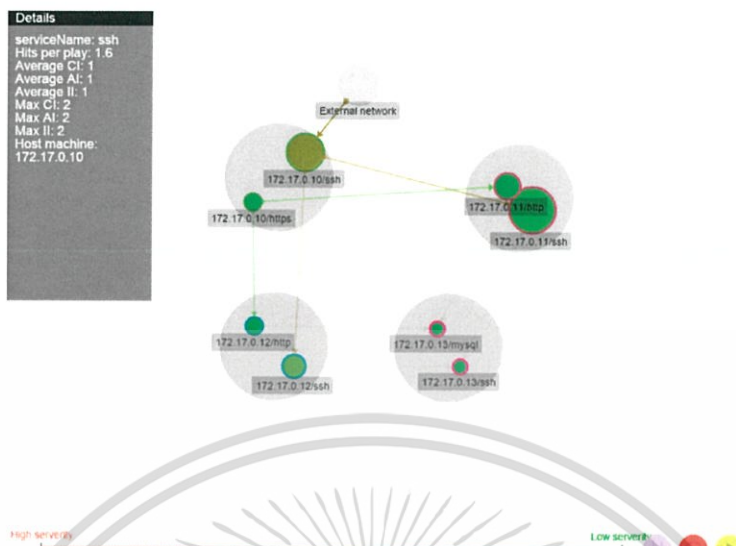 Details
serviceName: ssh
Hits per play: 1.6
Average CI: 1
Average AI: 1
Average II: 1
Max CI: 2
Max AI: 2
Max II: 2
Host machine:
172.17.0.10
External network
172.17.0.10/ssh
172.17.0.10/https
172.17.0.11/http
172.17.0.11/ssh
172.17.0.12/http
172.17.0.12/ssh
172.17.0.13/mysql
172.17.0.13/ssh
High serverity
Low serverity